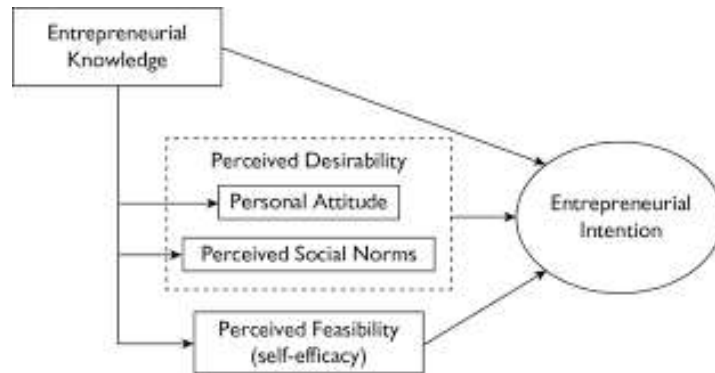 Entrepreneurial
Knowledge
Perceived Desirability
Personal Attitude
Perceived Social Norms
Perceived Feasibility
(self-efficacy)
Entrepreneurial
Intention